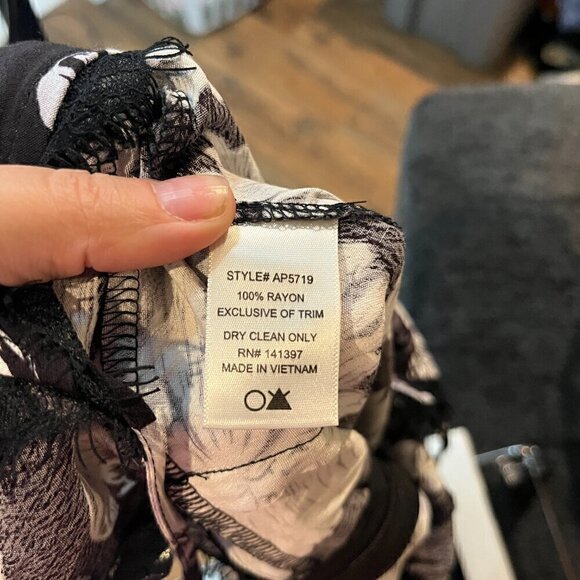 STYLE# AP5719
100% RAYON
EXCLUSIVE OF TRIM
DRY CLEAN ONLY
RN# 141397
MADE IN VIETNAM